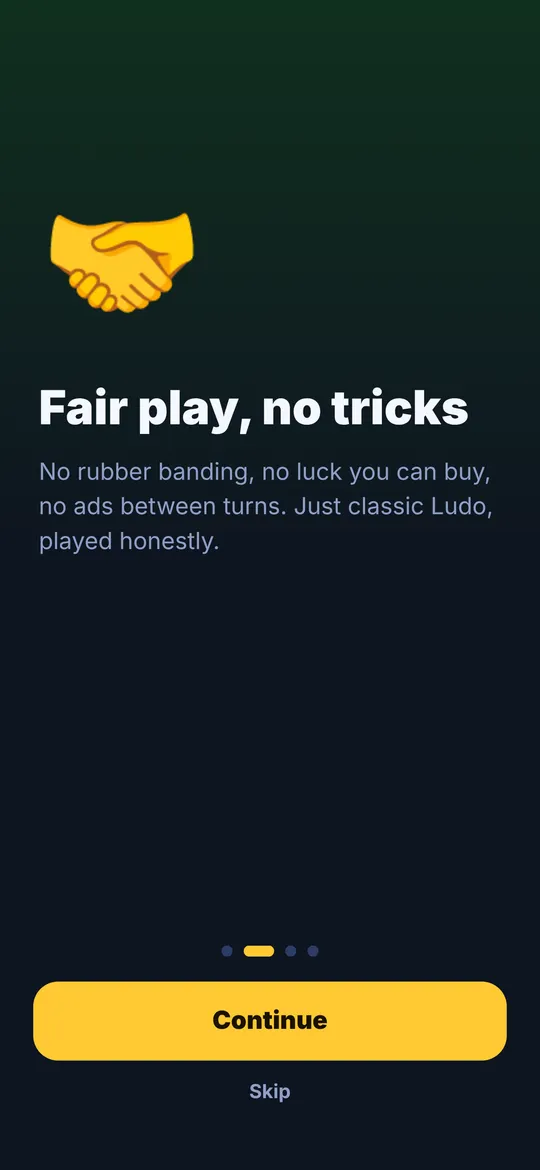 Fair play, no tricks
No rubber banding, no luck you can buy,
no ads between turns. Just classic Ludo,
played honestly.
Continue
Skip